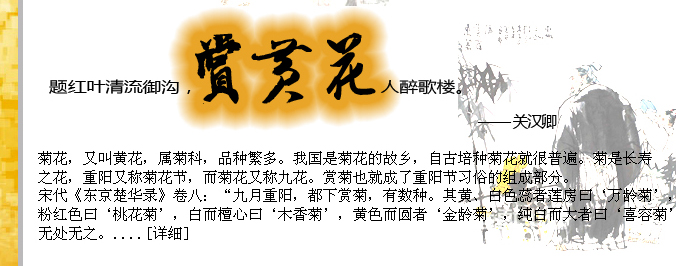 题红叶清流御沟，赏黄花人醉歌楼。
——关汉卿
菊花，又叫黄花，属菊科，品种繁多。我国是菊花的故乡，自古培种菊花就很普遍。菊是长寿
之花，重阳又称菊花节，而菊花又称九花。赏菊也就成了重阳节习俗的组成部分。
宋代《东京楚华录》卷八：“九月重阳，都下赏菊，有数种。其黄、白色蕊者莲房曰‘万龄菊’，
粉红色曰‘桃花菊’，白而檀心曰‘木香菊’，黄色而圆者‘金龄菊’，纯白而大者曰‘喜容菊’
无处无之。....[详细]